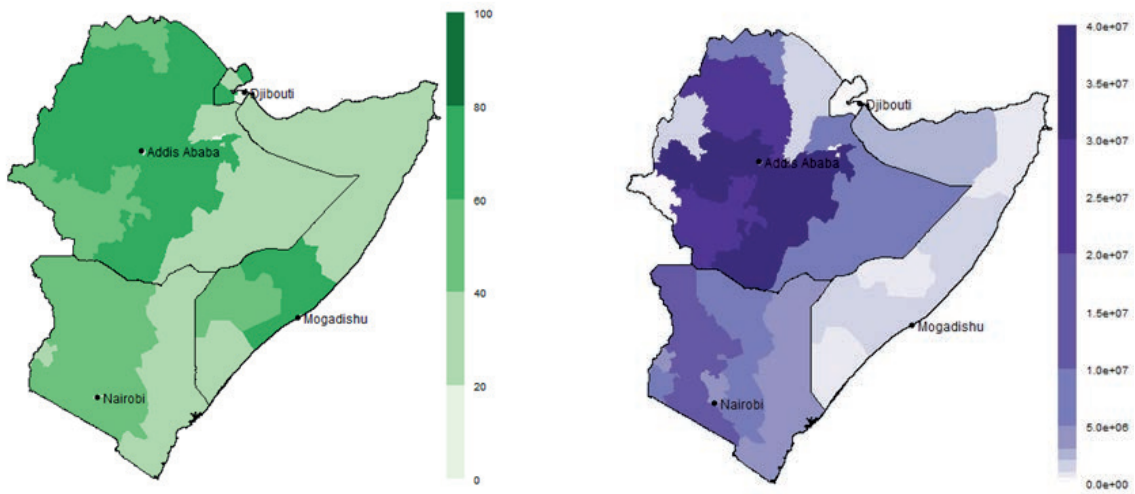 100
80
60
40
20
0
Djibouti
Addis Ababa
Mogadishu
Nairobi
4.0e+07
3.5e+07
3.0e+07
2.5e+07
2.0e+07
1.5e+07
1.0e+07
5.0e+06
0.0e+00
Djibouti
Addis Ababa
Mogadishu
Nairobi